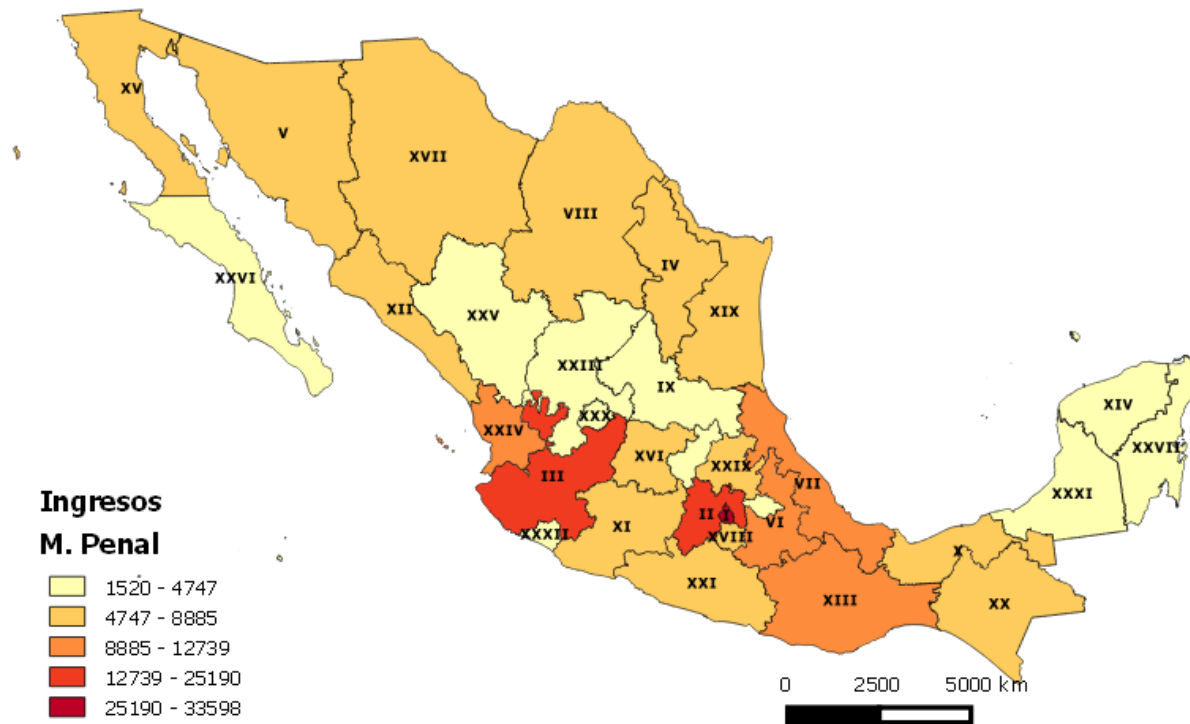 XV
V
XVII
VIII
IV
XXVI
XII
XIX
XXV
XXIII
IX
XXX
XIV
XXIV
XVI
XXIX
XXVII
III
VII
XXXI
II
I
VI
XI
XXXII
XVIII
X
XXI
XIII
XX
Ingresos
M. Penal
1520 - 4747
4747 - 8885
8885 - 12739
12739 - 25190
25190 - 33598
0 2500 5000 km